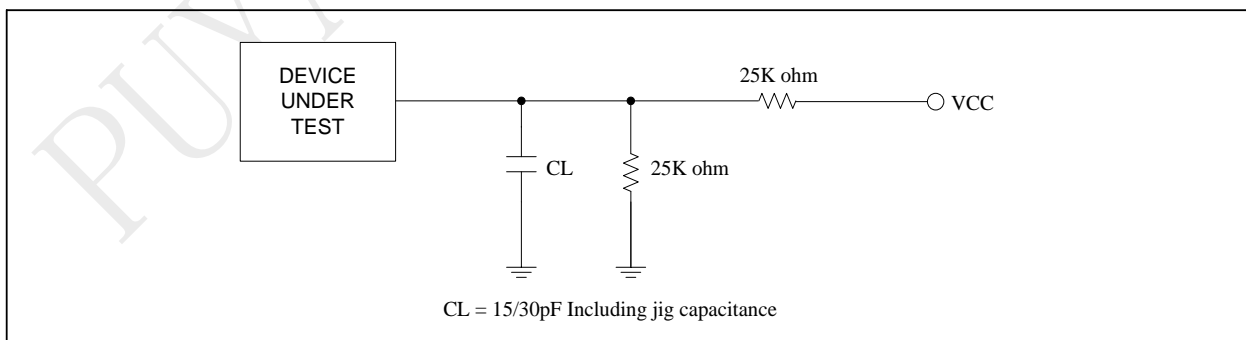 DEVICE
UNDER
TEST
25K ohm
VCC
CL
25K ohm
CL = 15/30pF Including jig capacitance